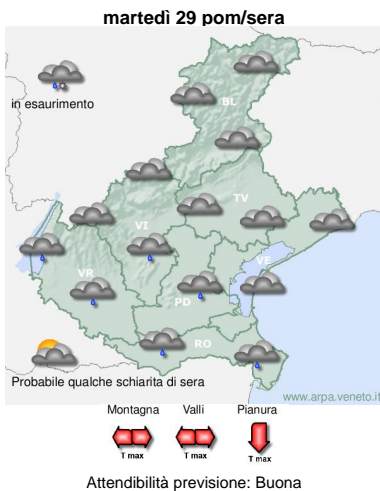 martedì 29 pom/sera
in esaurimento
BL
TV
VI
VE
VR
PD
RO
Probabile qualche schiarita di sera
www.arpa.veneto.it
Montagna Valli Pianura
T max T max T max
Attendibilità previsione: Buona